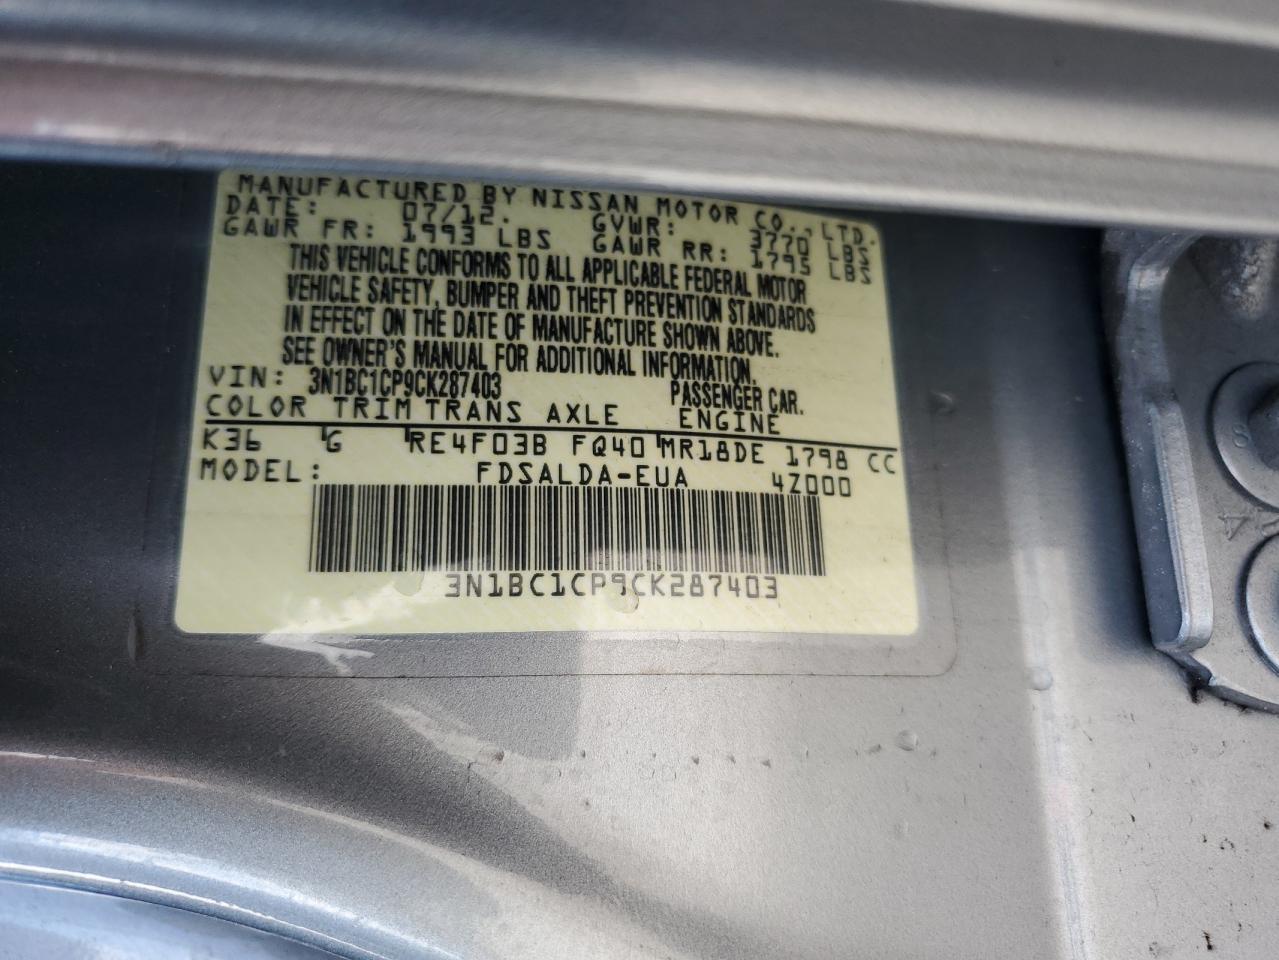 MANUFACTURED BY NISSAN MOTOR CO., LTD.
DATE: 07/12. GVWR: 3770 LBS
GAWR FR: 1993 LBS GAWR RR: 1795 LBS
THIS VEHICLE CONFORMS TO ALL APPLICABLE FEDERAL MOTOR
VEHICLE SAFETY, BUMPER AND THEFT PREVENTION STANDARDS
IN EFFECT ON THE DATE OF MANUFACTURE SHOWN ABOVE.
SEE OWNER'S MANUAL FOR ADDITIONAL INFORMATION.
VIN: 3N1BC1CP9CK287403 PASSENGER CAR.
COLOR TRIM TRANS AXLE ENGINE
K36 G RE4F03B FQ40 MR18DE 1798 CC
MODEL: FDSALDA-EUA 4Z000
3N1BC1CP9CK287403
8
4